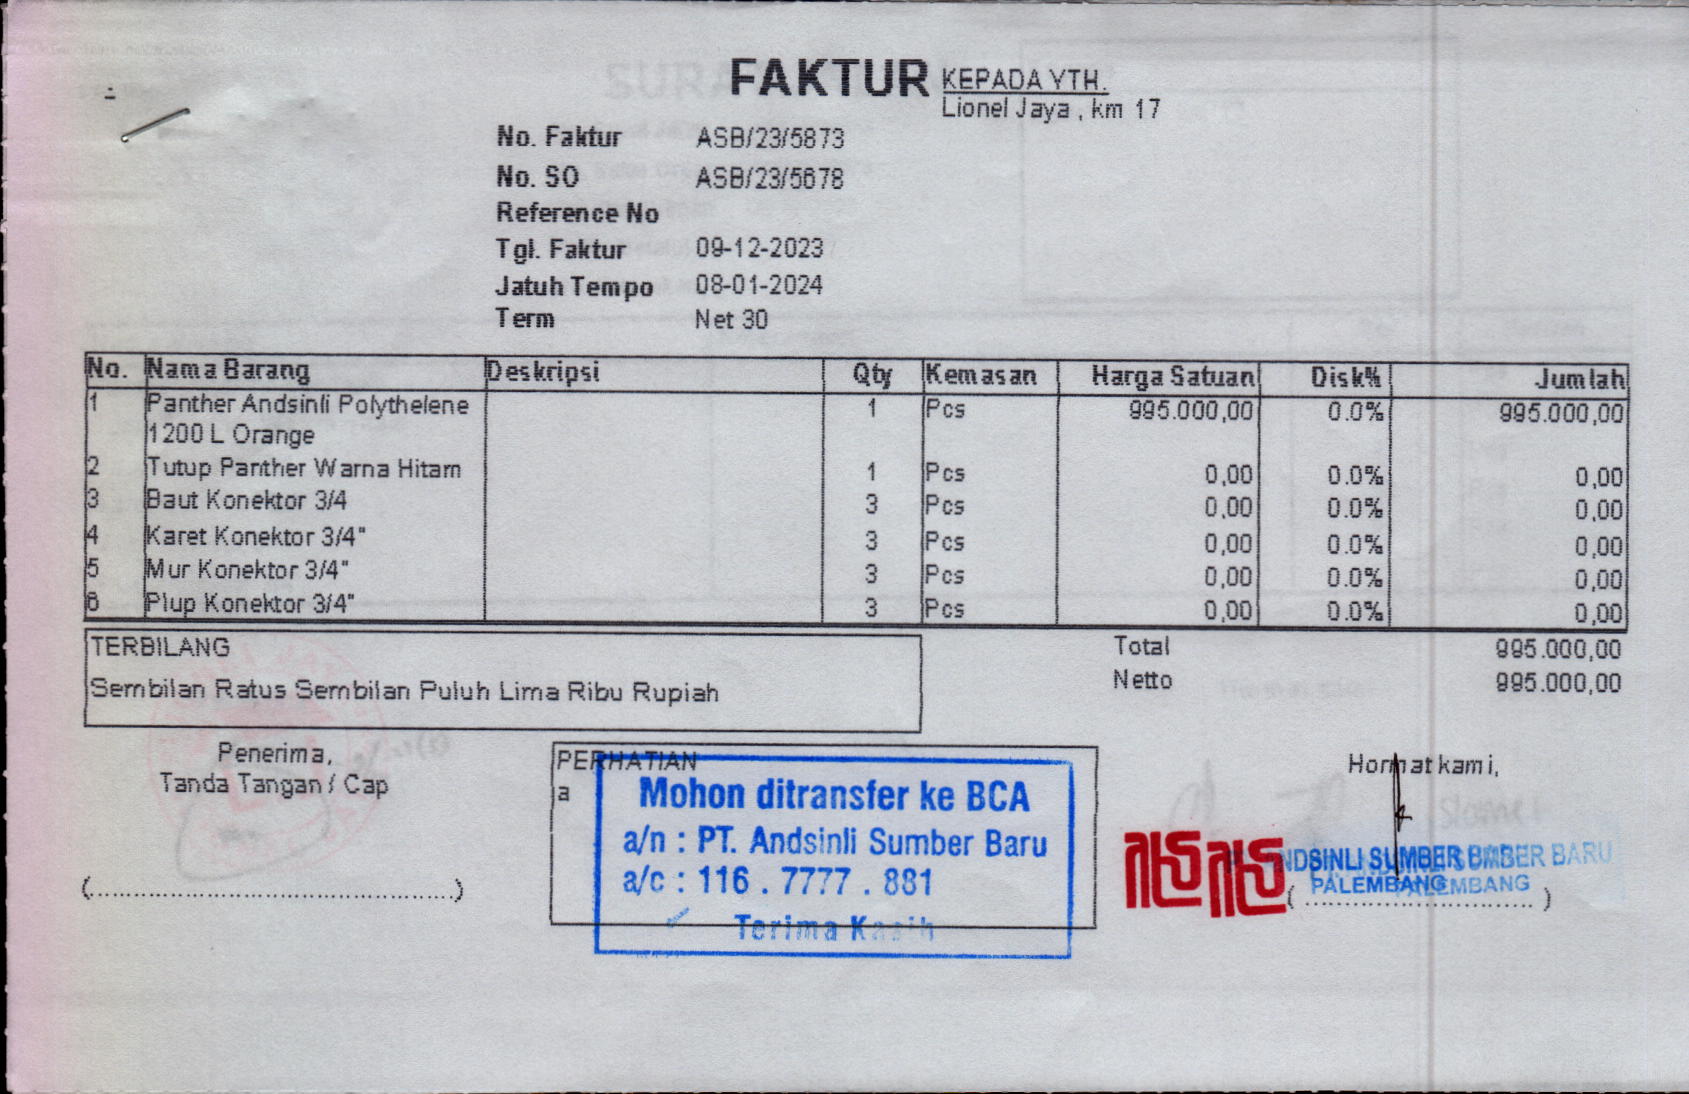 FAKTUR
KEPADA YTH.
Lionel Jaya , km 17
No. Faktur ASB/23/5873
No. SO ASB/23/5678
Reference No
Tgl. Faktur 09-12-2023
Jatuh Tempo 08-01-2024
Term Net 30
No. Nama Barang Deskripsi Qty Kemasan Harga Satuan Disk% Jumlah
1 Panther Andsinli Polythelene 1 Pcs 995.000,00 0.0% 995.000,00
1200 L Orange
2 Tutup Panther Warna Hitam 1 Pcs 0,00 0.0% 0,00
3 Baut Konektor 3/4 3 Pcs 0,00 0.0% 0,00
4 Karet Konektor 3/4" 3 Pcs 0,00 0.0% 0,00
5 Mur Konektor 3/4" 3 Pcs 0,00 0.0% 0,00
6 Plup Konektor 3/4" 3 Pcs 0,00 0.0% 0,00
TERBILANG
Sembilan Ratus Sembilan Puluh Lima Ribu Rupiah
Total 995.000,00
Netto 995.000,00
Penerima,
Tanda Tangan / Cap
(..............................................)
PERHATIAN
a
Mohon ditransfer ke BCA
a/n : PT. Andsinli Sumber Baru
a/c : 116 . 7777 . 881
Terima Kasih
Hormat kami,
ANDSINLI SUMBER BARU
PALEMBANG
( ............................. )